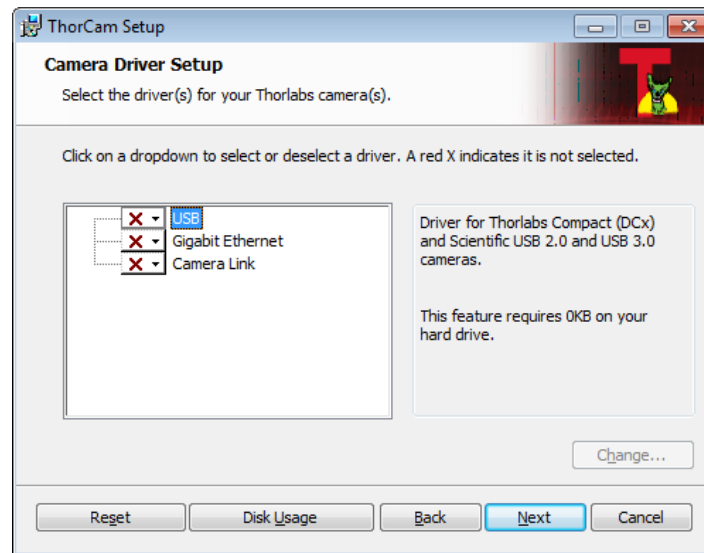 ThorCam Setup
Camera Driver Setup
Select the driver(s) for your Thorlabs camera(s).
Click on a dropdown to select or deselect a driver. A red X indicates it is not selected.
USB
Gigabit Ethernet
Camera Link
Driver for Thorlabs Compact (DCx)
and Scientific USB 2.0 and USB 3.0
cameras.
This feature requires 0KB on your
hard drive.
Change...
Reset
Disk Usage
Back
Next
Cancel